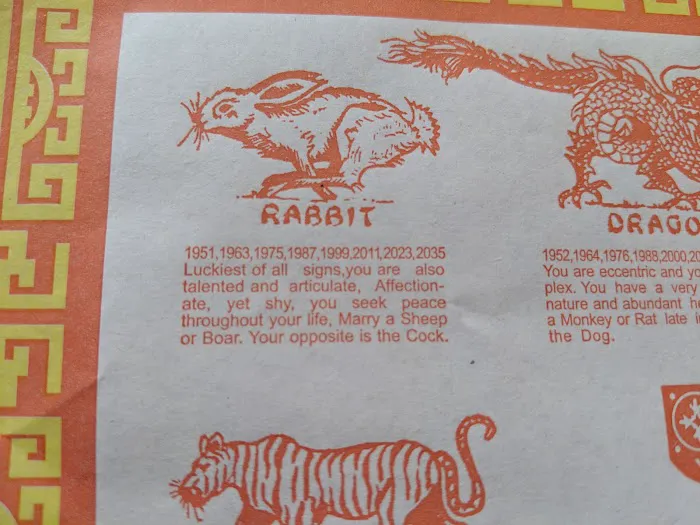 RABBIT
1951,1963,1975,1987,1999,2011,2023,2035
Luckiest of all signs,you are also
talented and articulate, Affection-
ate, yet shy, you seek peace
throughout your life, Marry a Sheep
or Boar. Your opposite is the Cock.
DRAGO
1952,1964,1976,1988,2000,20
You are eccentric and yo
plex. You have a very
nature and abundant he
a Monkey or Rat late i
the Dog.